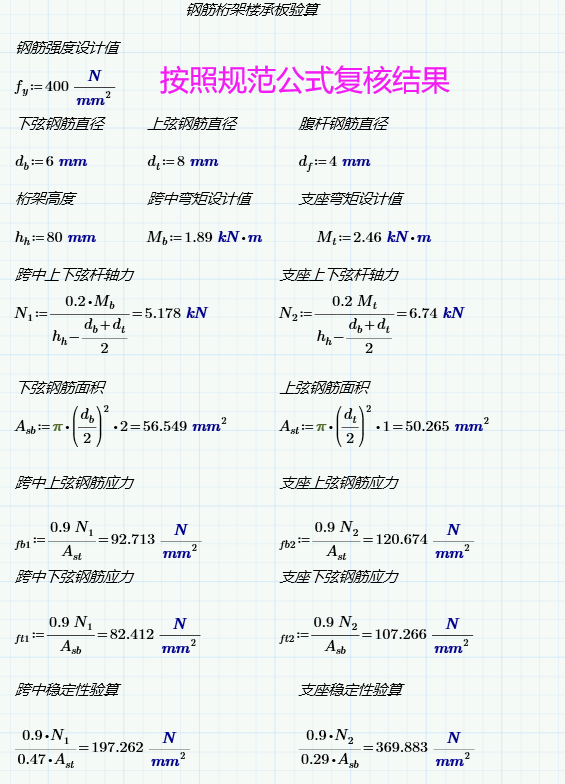 钢筋桁架楼承板验算
钢筋强度设计值
f_y:=400 N/mm²
按照规范公式复核结果
下弦钢筋直径 上弦钢筋直径 腹杆钢筋直径
d_b:=6 mm d_t:=8 mm d_f:=4 mm
桁架高度 跨中弯矩设计值 支座弯矩设计值
h_h:=80 mm M_b:=1.89 kN·m M_t:=2.46 kN·m
跨中上下弦杆轴力 支座上下弦杆轴力
N_1:=0.2·M_b/(h_h-(d_b+d_t)/2)=5.178 kN N_2:=0.2 M_t/(h_h-(d_b+d_t)/2)=6.74 kN
下弦钢筋面积 上弦钢筋面积
A_sb:=π·(d_b/2)²·2=56.549 mm² A_st:=π·(d_t/2)²·1=50.265 mm²
跨中上弦钢筋应力 支座上弦钢筋应力
fb1:=0.9 N_1/A_st=92.713 N/mm² fb2:=0.9 N_2/A_st=120.674 N/mm²
跨中下弦钢筋应力 支座下弦钢筋应力
ft1:=0.9 N_1/A_sb=82.412 N/mm² ft2:=0.9 N_2/A_sb=107.266 N/mm²
跨中稳定性验算 支座稳定性验算
0.9·N_1/(0.47·A_st)=197.262 N/mm² 0.9·N_2/(0.29·A_sb)=369.883 N/mm²